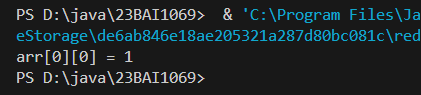 PS D:\java\23BAI1069> & 'C:\Program Files\Ja
eStorage\de6ab846e18ae205321a287d80bc081c\red
arr[0][0] = 1
PS D:\java\23BAI1069>